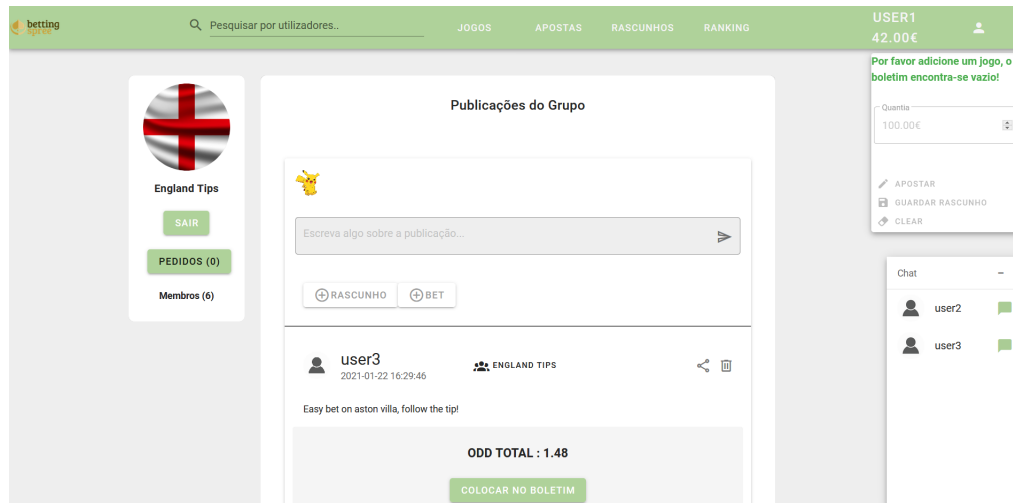 betting
spree
Pesquisar por utilizadores..
JOGOS
APOSTAS
RASCUNHOS
RANKING
USER1
42.00€
Por favor adicione um jogo, o
boletim encontra-se vazio!
Quantia
100.00€
APOSTAR
GUARDAR RASCUNHO
CLEAR
England Tips
SAIR
PEDIDOS (0)
Membros (6)
Publicações do Grupo
Escreva algo sobre a publicação...
RASCUNHO
BET
user3
2021-01-22 16:29:46
ENGLAND TIPS
Easy bet on aston villa, follow the tip!
ODD TOTAL : 1.48
COLOCAR NO BOLETIM
Chat
user2
user3